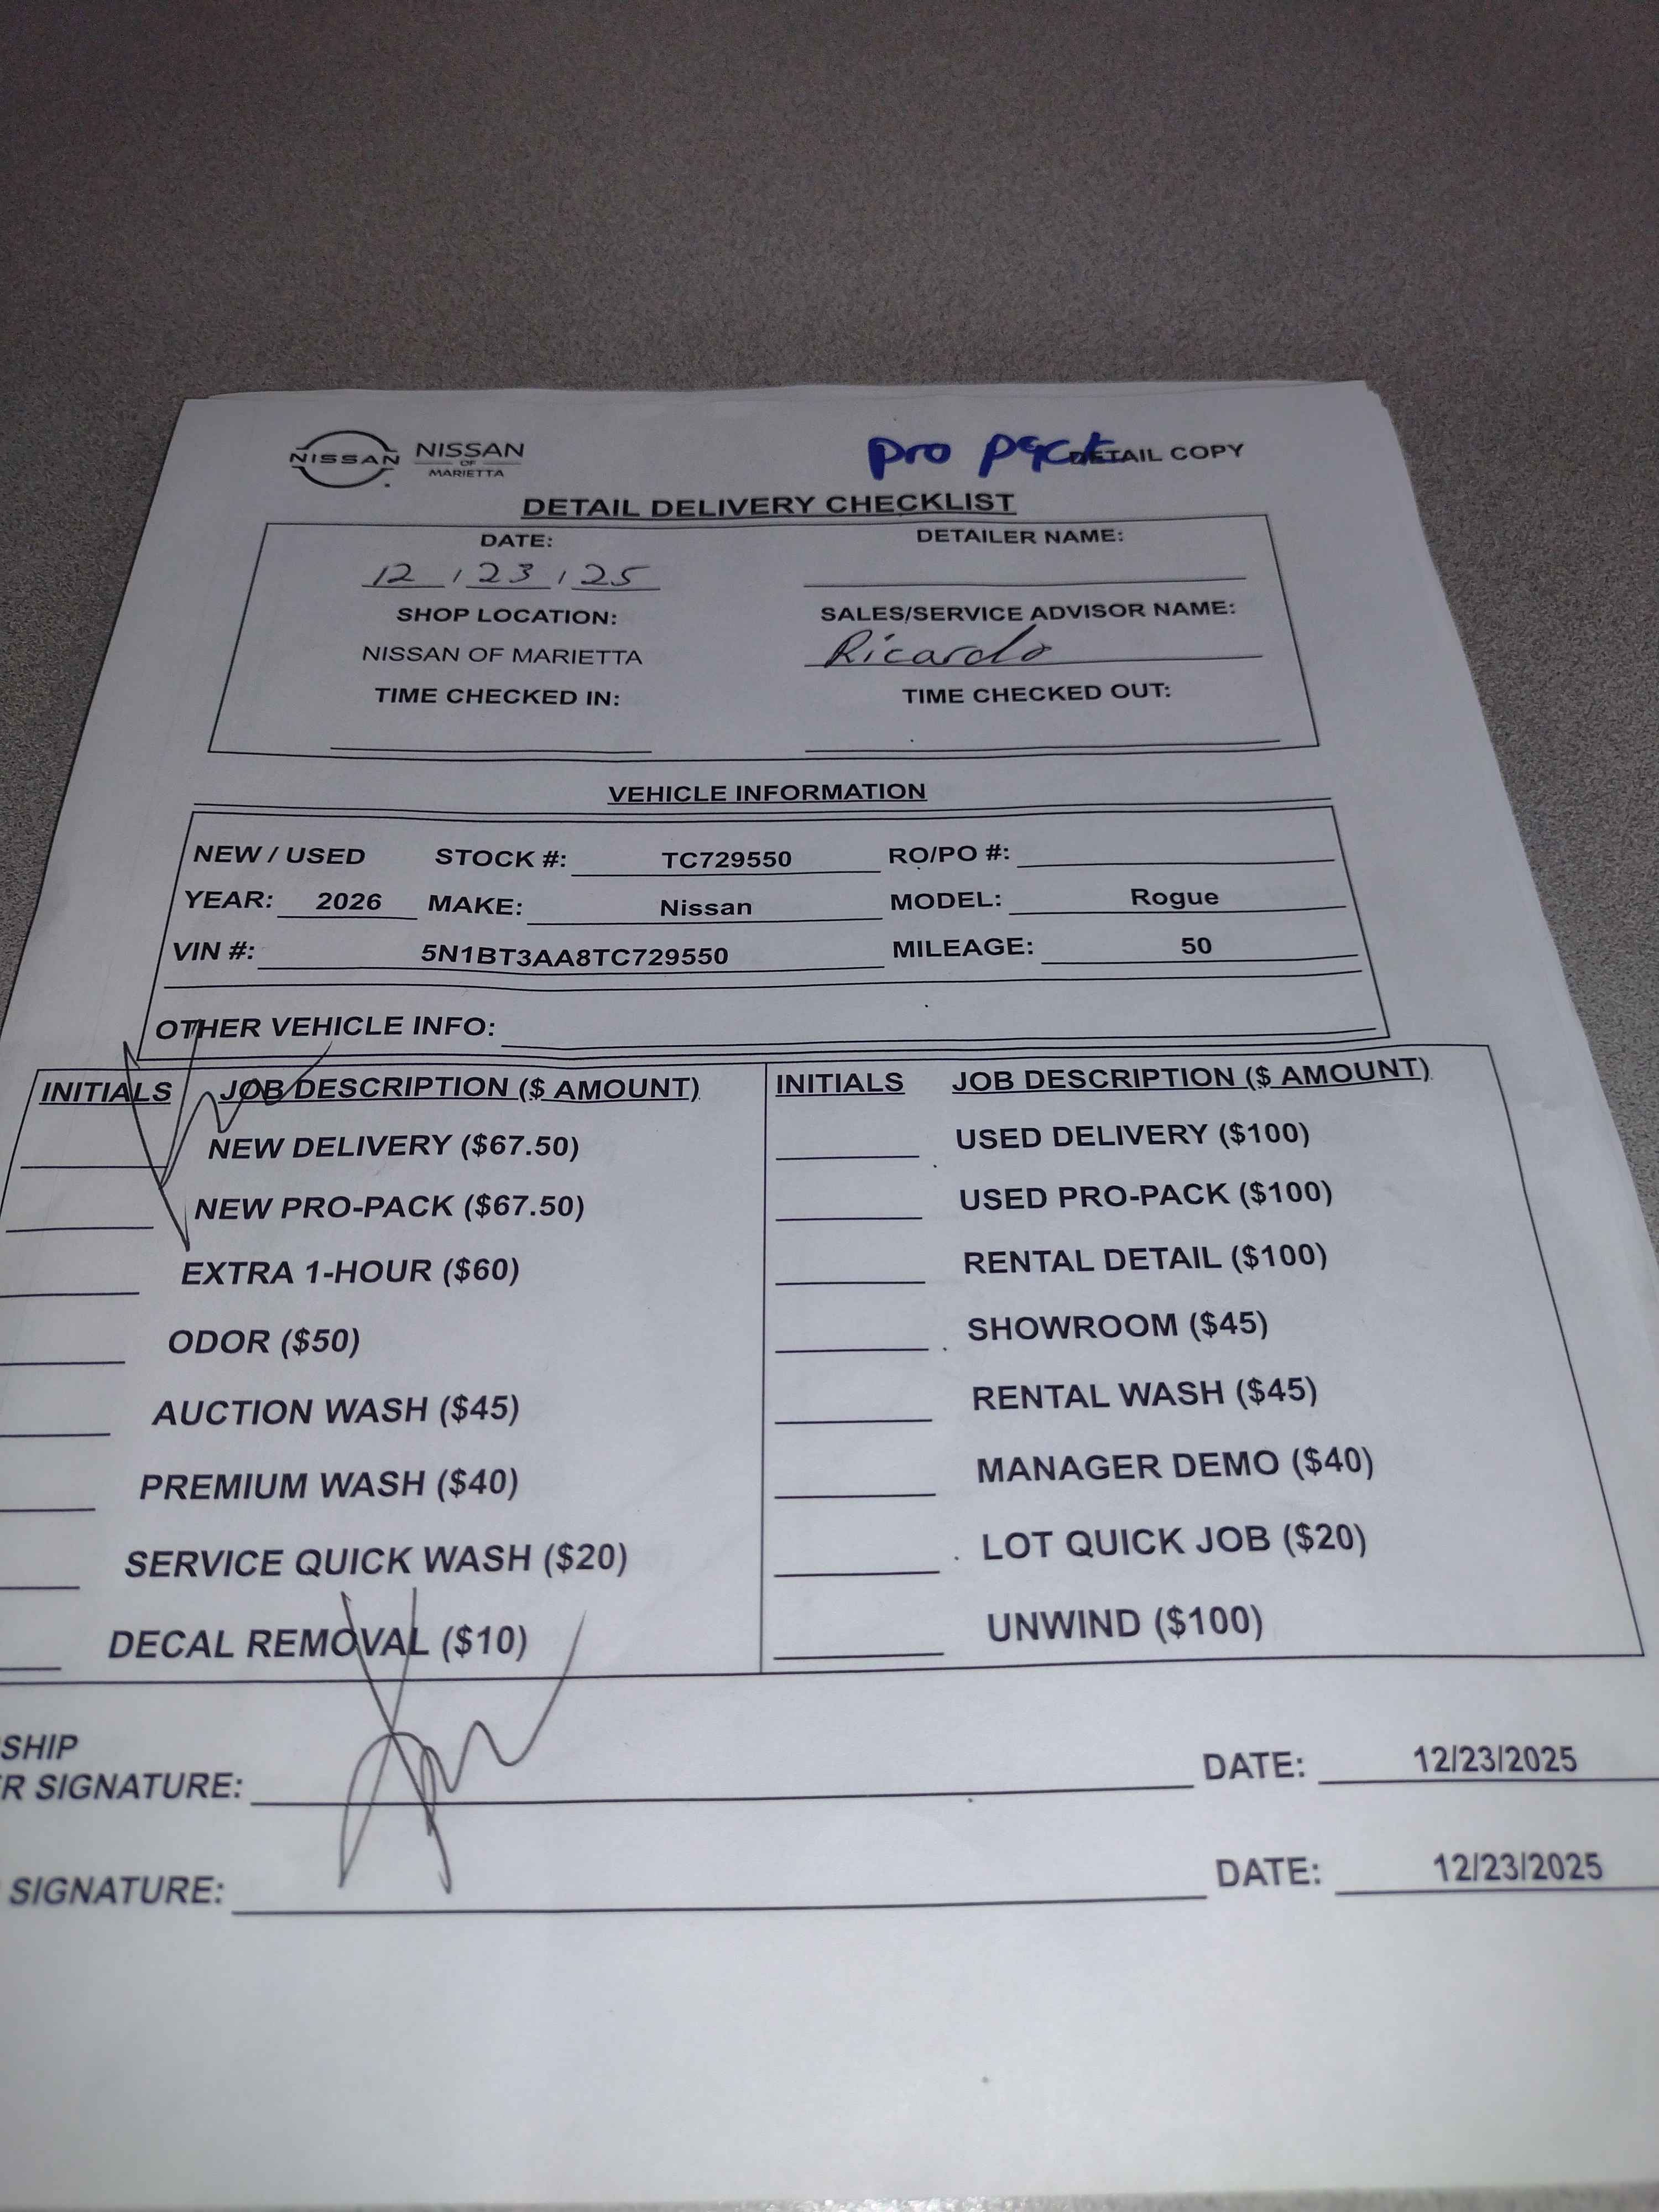 NISSAN
NISSAN
OF
MARIETTA
pro pack
DETAIL COPY
DETAIL DELIVERY CHECKLIST
DATE: DETAILER NAME:
12 / 23 / 25
SHOP LOCATION: SALES/SERVICE ADVISOR NAME:
NISSAN OF MARIETTA Ricardo
TIME CHECKED IN: TIME CHECKED OUT:
VEHICLE INFORMATION
NEW / USED STOCK #: TC729550 RO/PO #:
YEAR: 2026 MAKE: Nissan MODEL: Rogue
VIN #: 5N1BT3AA8TC729550 MILEAGE: 50
OTHER VEHICLE INFO:
INITIALS JOB DESCRIPTION ($ AMOUNT) INITIALS JOB DESCRIPTION ($ AMOUNT)
NEW DELIVERY ($67.50) USED DELIVERY ($100)
NEW PRO-PACK ($67.50) USED PRO-PACK ($100)
EXTRA 1-HOUR ($60) RENTAL DETAIL ($100)
ODOR ($50) SHOWROOM ($45)
AUCTION WASH ($45) RENTAL WASH ($45)
PREMIUM WASH ($40) MANAGER DEMO ($40)
SERVICE QUICK WASH ($20) LOT QUICK JOB ($20)
DECAL REMOVAL ($10) UNWIND ($100)
SHIP
R SIGNATURE: DATE: 12/23/2025
SIGNATURE: DATE: 12/23/2025